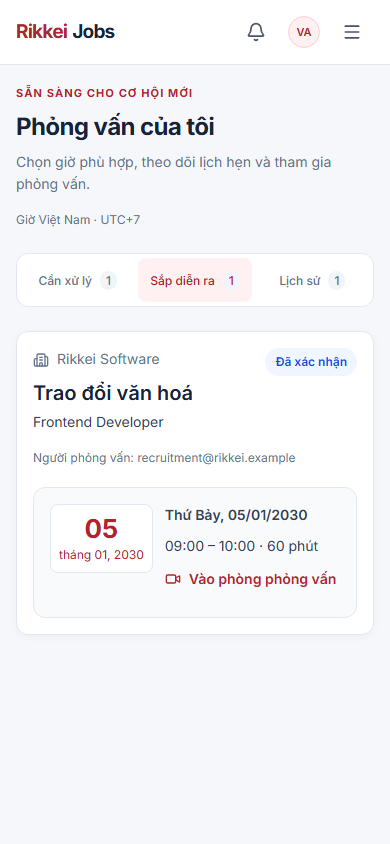 Rikkei Jobs
VA
SẴN SÀNG CHO CƠ HỘI MỚI
Phỏng vấn của tôi
Chọn giờ phù hợp, theo dõi lịch hẹn và tham gia
phỏng vấn.
Giờ Việt Nam · UTC+7
Cần xử lý 1
Sắp diễn ra 1
Lịch sử 1
Rikkei Software
Đã xác nhận
Trao đổi văn hoá
Frontend Developer
Người phỏng vấn: recruitment@rikkei.example
05
tháng 01, 2030
Thứ Bảy, 05/01/2030
09:00 – 10:00 · 60 phút
Vào phòng phỏng vấn